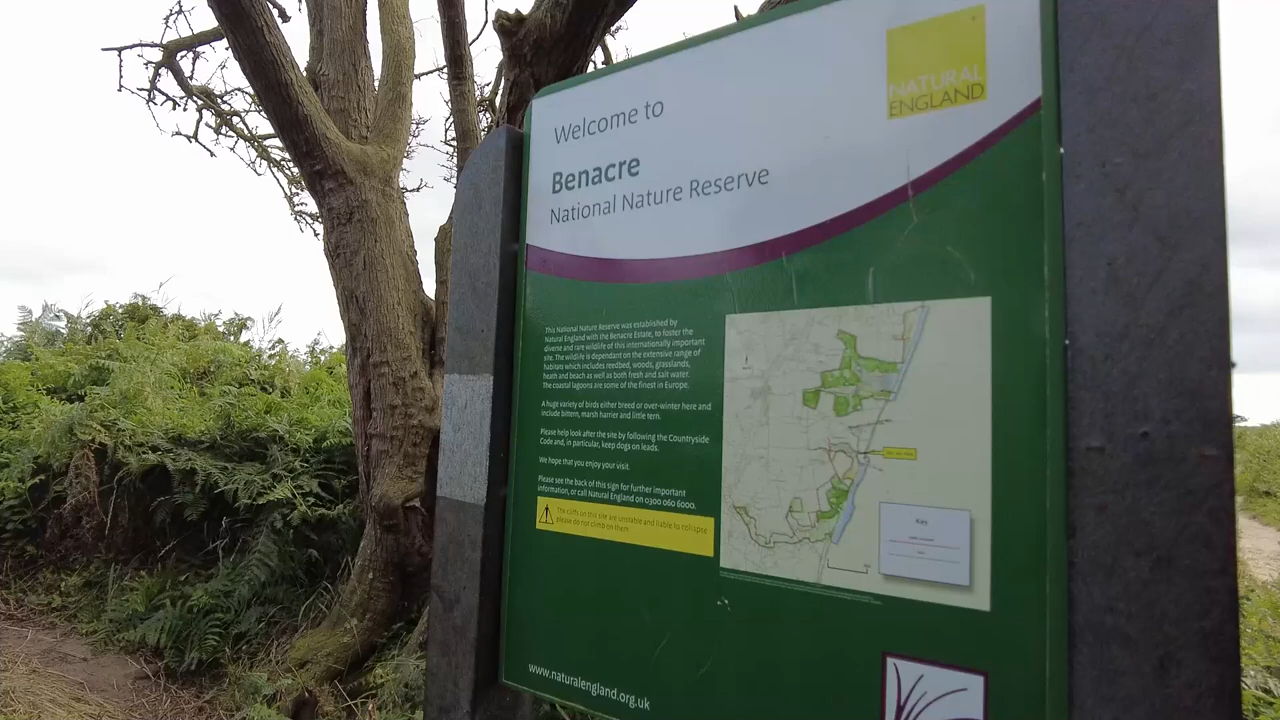 NATURAL
ENGLAND
Welcome to
Benacre
National Nature Reserve
This National Nature Reserve was established by
Natural England with the Benacre Estate, to foster the
diverse and rare wildlife of this internationally important
site. The wildlife is dependant on the extensive range of
habitats which includes reedbed, woods, grasslands,
heath and beach as well as both fresh and salt water.
The coastal lagoons are some of the finest in Europe.
A huge variety of birds either breed or over-winter here and
include bittern, marsh harrier and little tern.
Please help look after the site by following the Countryside
Code and, in particular, keep dogs on leads.
We hope that you enjoy your visit.
Please see the back of this sign for further important
information, or call Natural England on 0300 060 6000.
The cliffs on this site are unstable and liable to collapse
please do not climb on them
Key
www.naturalengland.org.uk